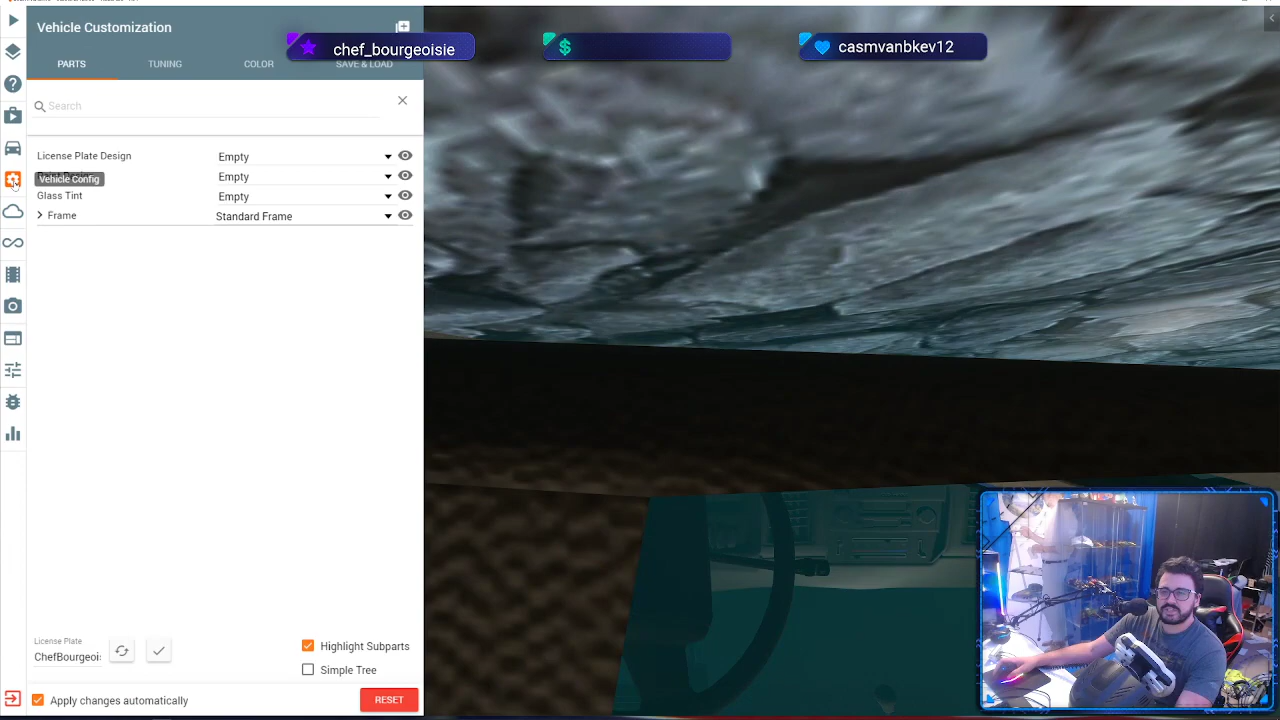 Vehicle Customization
PARTS
TUNING
COLOR
SAVE & LOAD
chef_bourgeoisie
$
casmvanbkev12
Search
License Plate Design
Empty
Vehicle Config
Empty
Glass Tint
Empty
Frame
Standard Frame
License Plate
ChefBourgeoi
Highlight Subparts
Simple Tree
Apply changes automatically
RESET